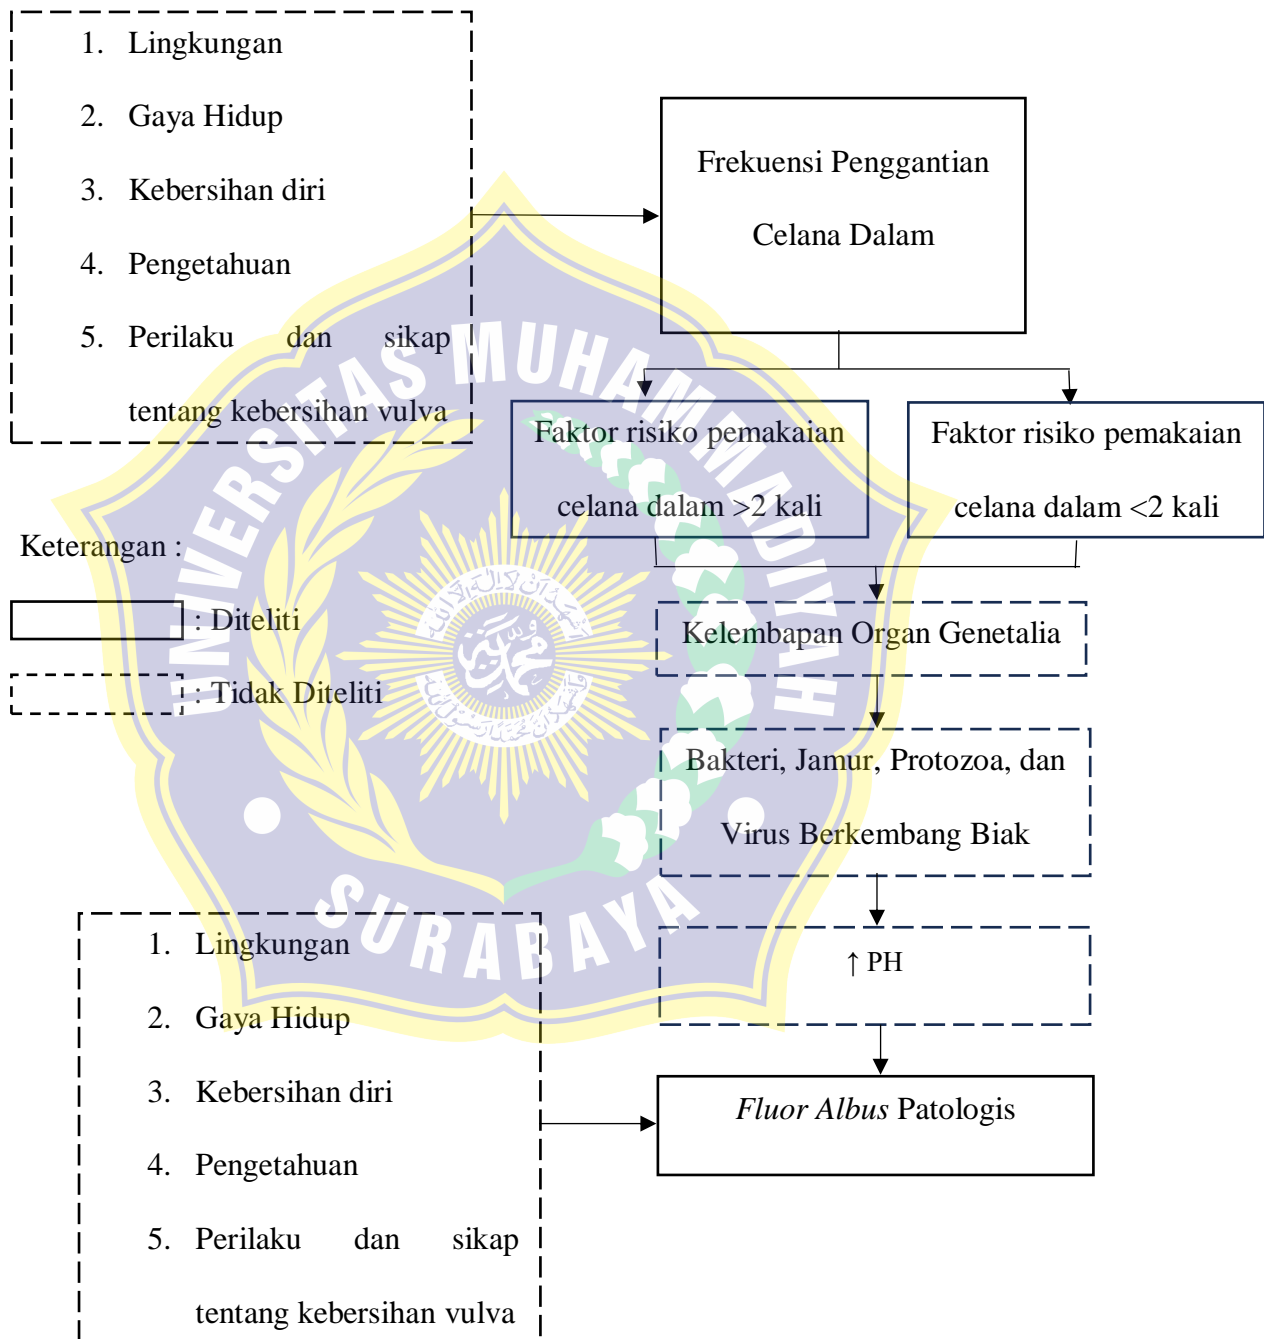 1. Lingkungan
2. Gaya Hidup
3. Kebersihan diri
4. Pengetahuan
5. Perilaku dan sikap
tentang kebersihan vulva
Frekuensi Penggantian
Celana Dalam
Faktor risiko pemakaian
celana dalam >2 kali
Faktor risiko pemakaian
celana dalam <2 kali
Keterangan :
: Diteliti
: Tidak Diteliti
Kelembapan Organ Genetalia
Bakteri, Jamur, Protozoa, dan
Virus Berkembang Biak
↑ PH
Fluor Albus Patologis
1. Lingkungan
2. Gaya Hidup
3. Kebersihan diri
4. Pengetahuan
5. Perilaku dan sikap
tentang kebersihan vulva
UNIVERSITAS MUHAMMADIYAH
SURABAYA